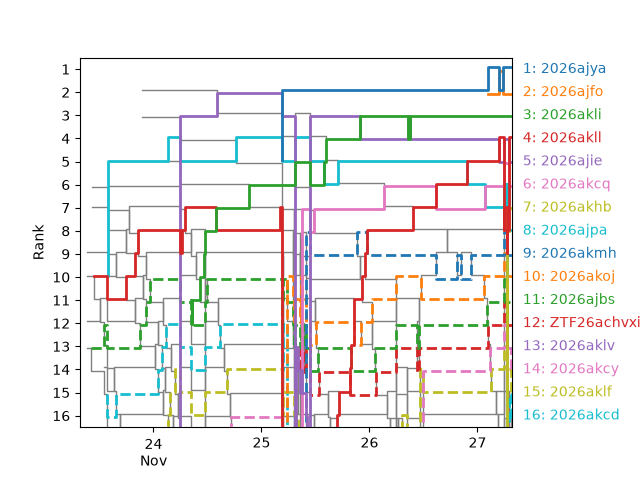 Rank
1
2
3
4
5
6
7
8
9
10
11
12
13
14
15
16
24
25
26
27
Nov
1: 2026ajya
2: 2026ajfo
3: 2026akli
4: 2026akll
5: 2026ajie
6: 2026akcq
7: 2026akhb
8: 2026ajpa
9: 2026akmh
10: 2026akoj
11: 2026ajbs
12: ZTF26achvxi
13: 2026aklv
14: 2026akcy
15: 2026aklf
16: 2026akcd